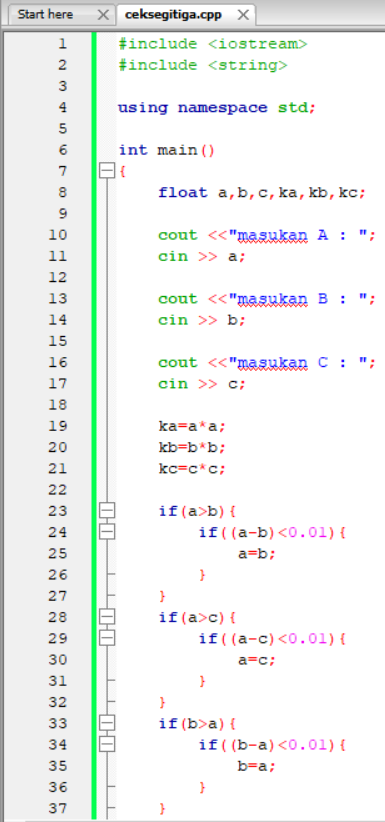 Start here X ceksegitiga.cpp X
1 #include <iostream>
2 #include <string>
3
4 using namespace std;
5
6 int main()
7 {
8 float a,b,c,ka,kb,kc;
9
10 cout <<"masukan A : ";
11 cin >> a;
12
13 cout <<"masukan B : ";
14 cin >> b;
15
16 cout <<"masukan C : ";
17 cin >> c;
18
19 ka=a*a;
20 kb=b*b;
21 kc=c*c;
22
23 if(a>b){
24 if((a-b)<0.01){
25 a=b;
26 }
27 }
28 if(a>c){
29 if((a-c)<0.01){
30 a=c;
31 }
32 }
33 if(b>a){
34 if((b-a)<0.01){
35 b=a;
36 }
37 }